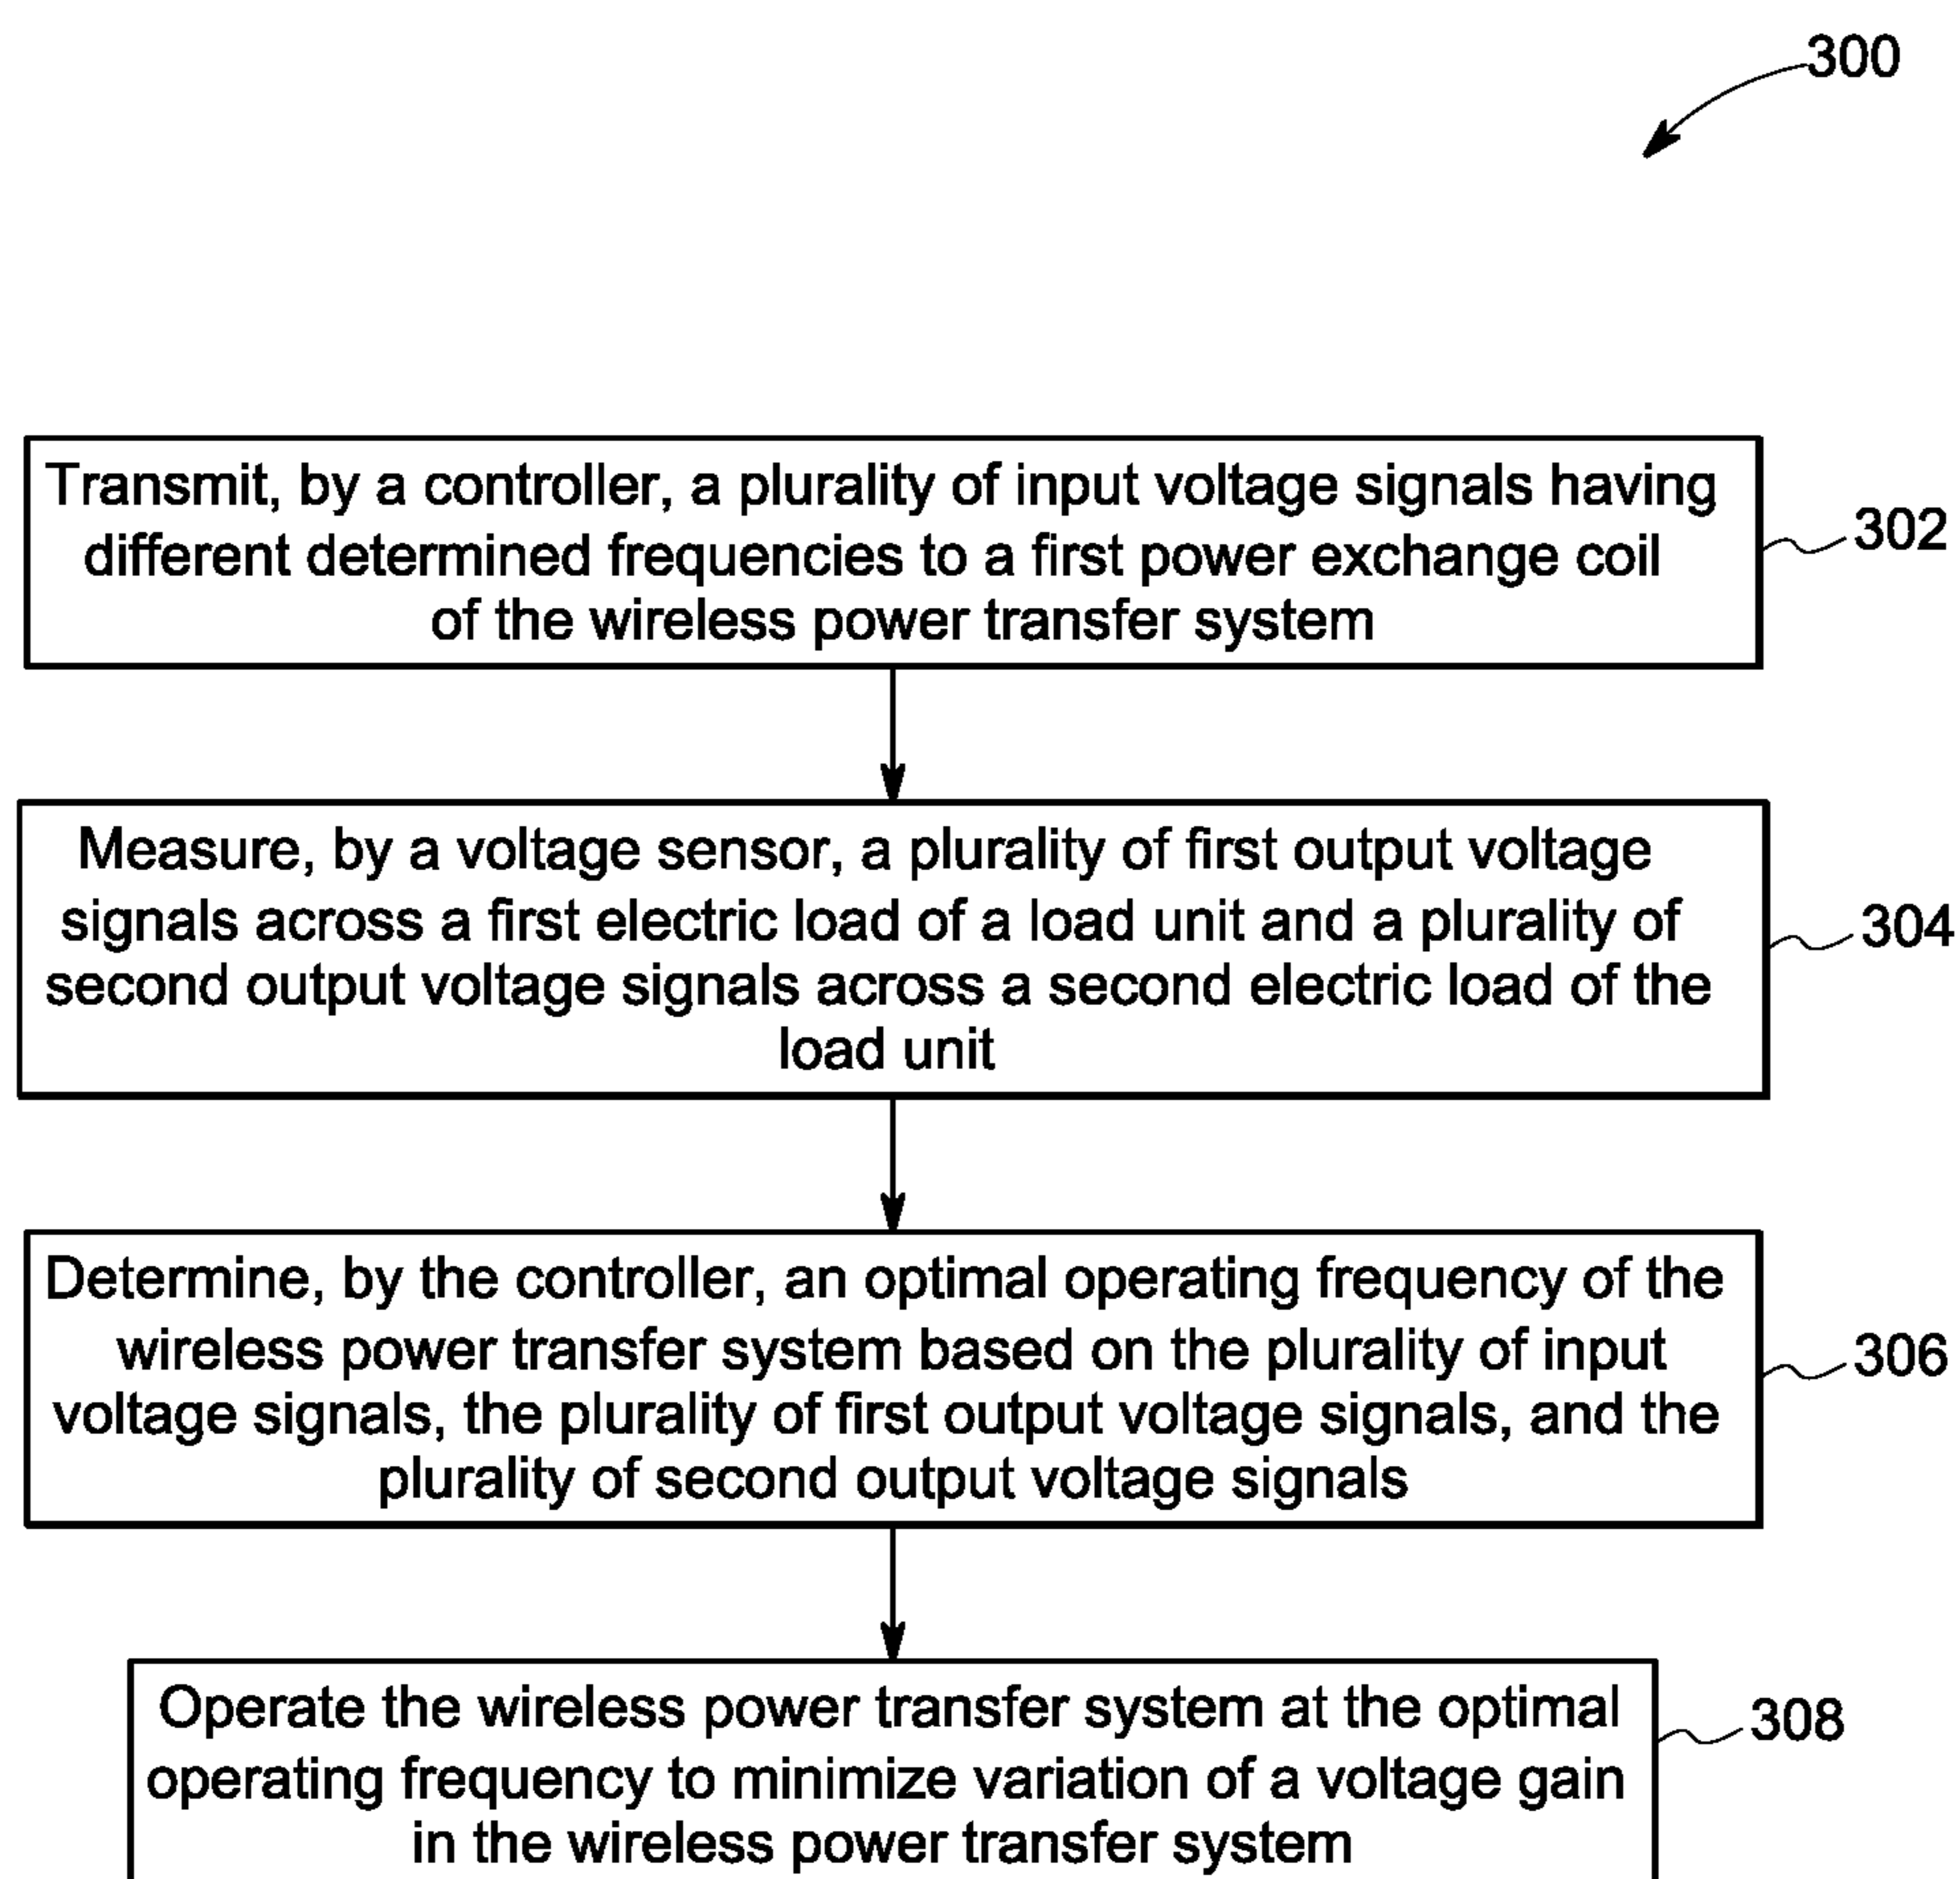 300
Transmit, by a controller, a plurality of input voltage signals having
different determined frequencies to a first power exchange coil
of the wireless power transfer system
302
Measure, by a voltage sensor, a plurality of first output voltage
signals across a first electric load of a load unit and a plurality of
second output voltage signals across a second electric load of the
load unit
304
Determine, by the controller, an optimal operating frequency of the
wireless power transfer system based on the plurality of input
voltage signals, the plurality of first output voltage signals, and the
plurality of second output voltage signals
306
Operate the wireless power transfer system at the optimal
operating frequency to minimize variation of a voltage gain
in the wireless power transfer system
308